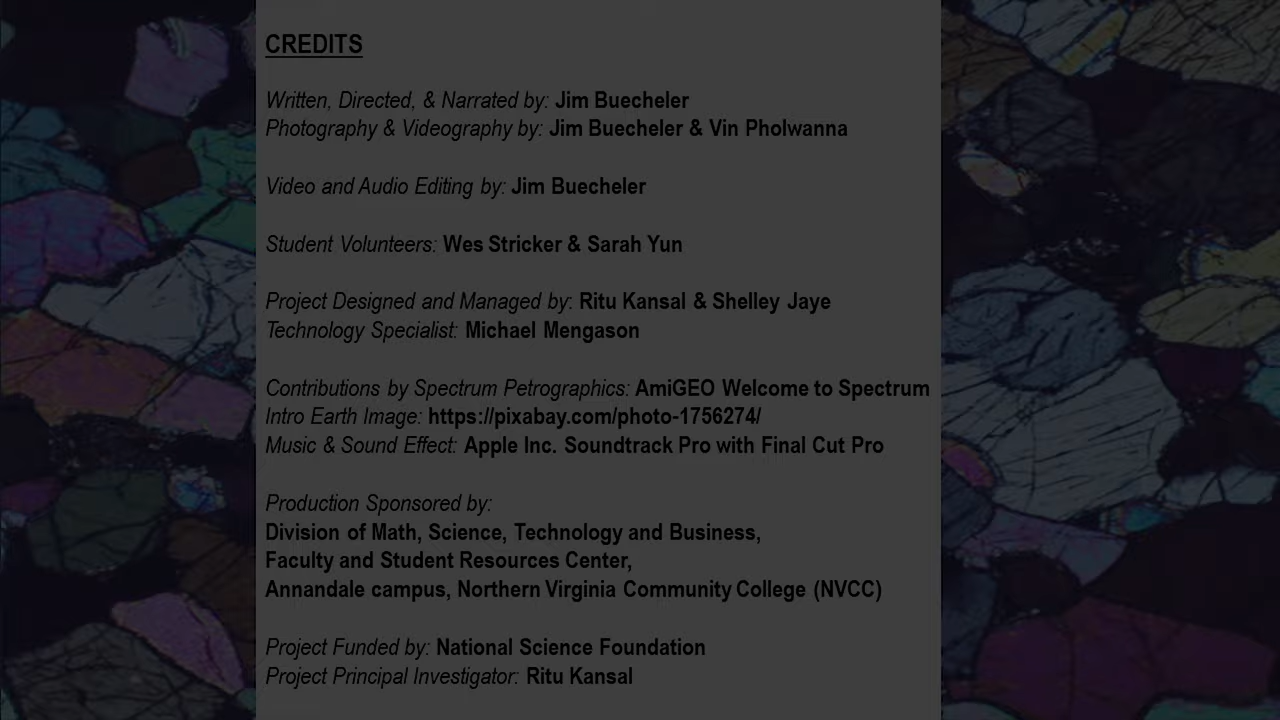 CREDITS
Written, Directed, & Narrated by: Jim Buecheler
Photography & Videography by: Jim Buecheler & Vin Pholwanna
Video and Audio Editing by: Jim Buecheler
Student Volunteers: Wes Stricker & Sarah Yun
Project Designed and Managed by: Ritu Kansal & Shelley Jaye
Technology Specialist: Michael Mengason
Contributions by Spectrum Petrographics: AmiGEO Welcome to Spectrum
Intro Earth Image: https://pixabay.com/photo-1756274/
Music & Sound Effect: Apple Inc. Soundtrack Pro with Final Cut Pro
Production Sponsored by:
Division of Math, Science, Technology and Business,
Faculty and Student Resources Center,
Annandale campus, Northern Virginia Community College (NVCC)
Project Funded by: National Science Foundation
Project Principal Investigator: Ritu Kansal